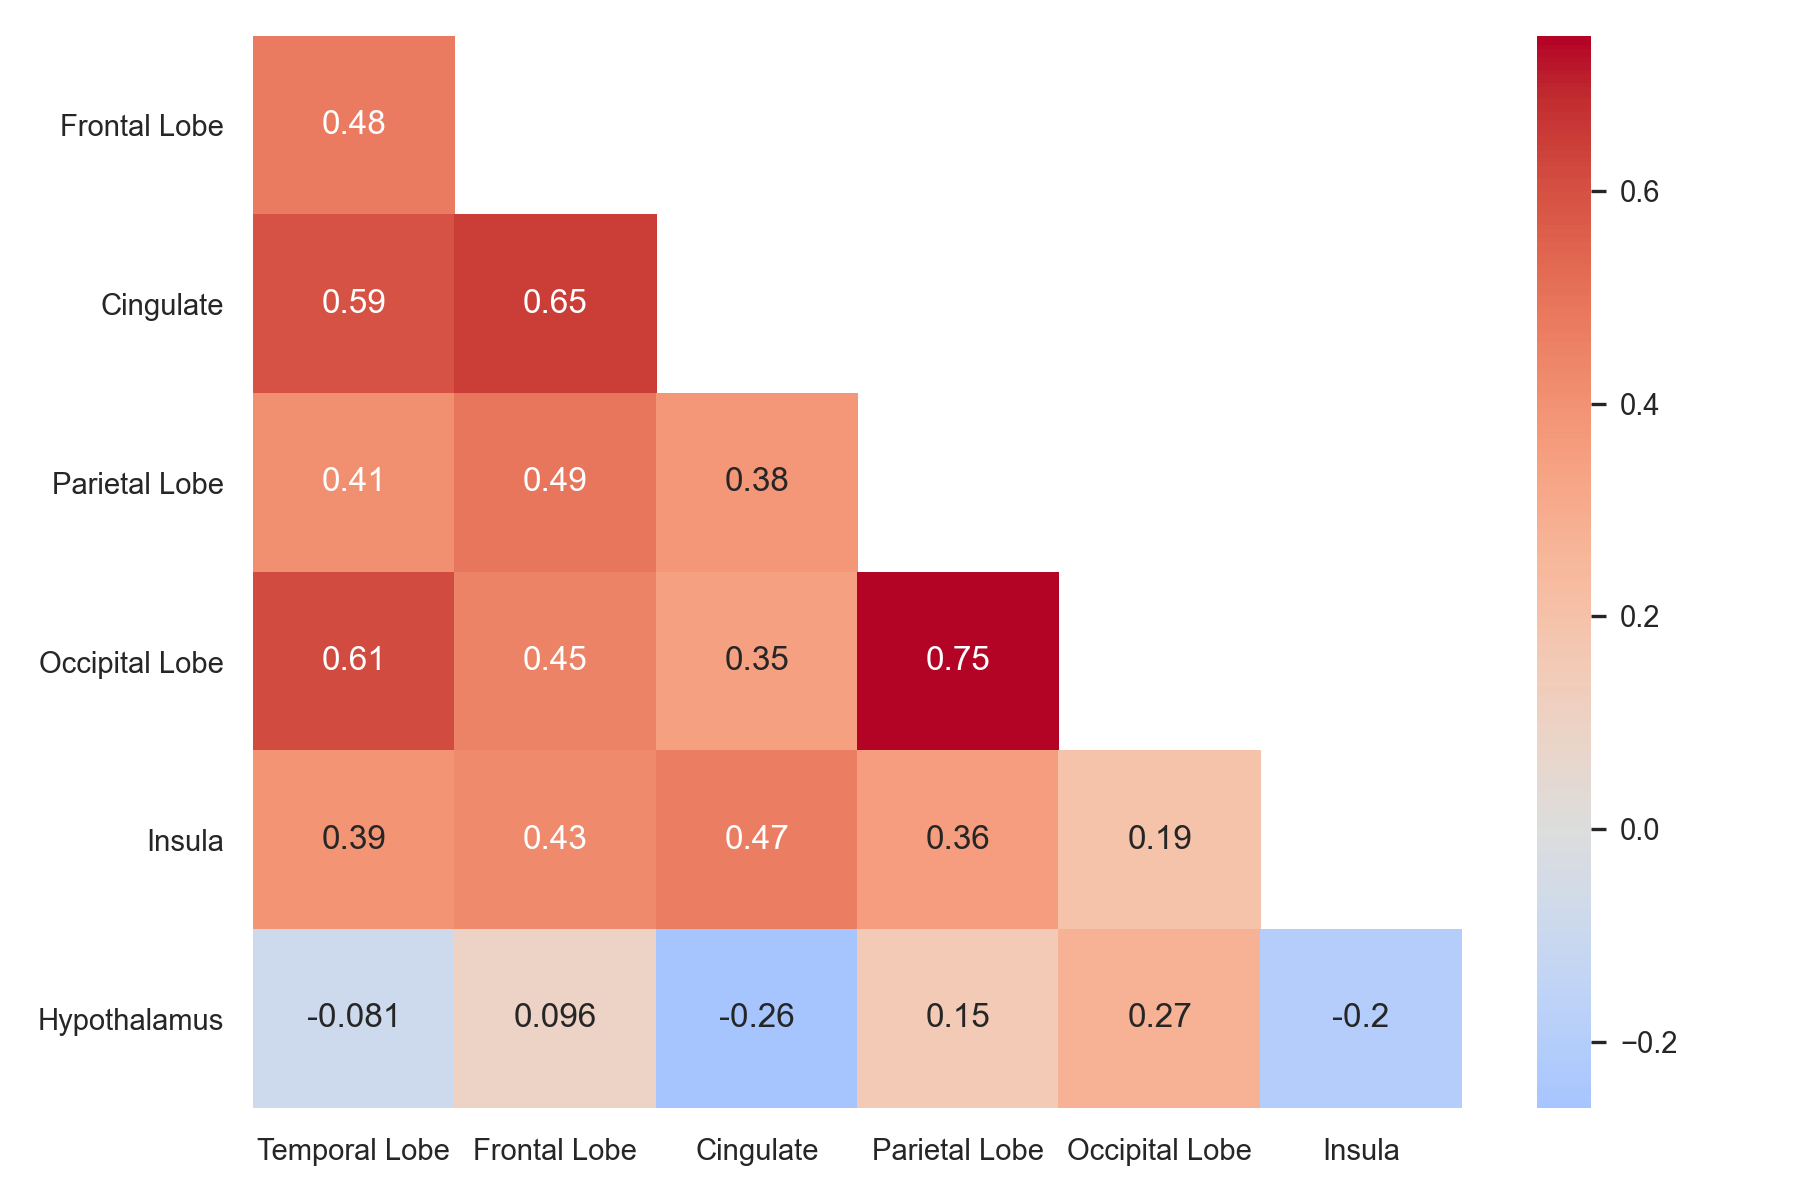 Frontal Lobe 0.48
Cingulate 0.59 0.65
Parietal Lobe 0.41 0.49 0.38
Occipital Lobe 0.61 0.45 0.35 0.75
Insula 0.39 0.43 0.47 0.36 0.19
Hypothalamus -0.081 0.096 -0.26 0.15 0.27 -0.2
Temporal Lobe Frontal Lobe Cingulate Parietal Lobe Occipital Lobe Insula
0.6
0.4
0.2
0.0
−0.2